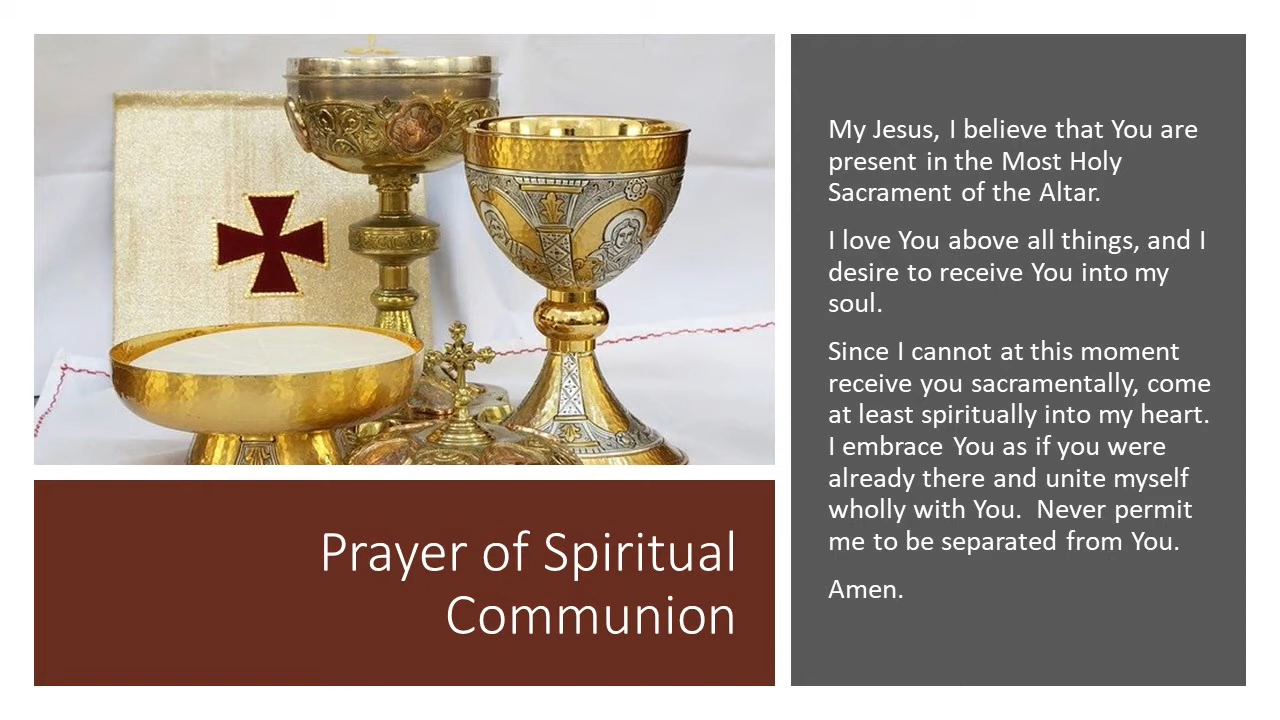 My Jesus, I believe that You are
present in the Most Holy
Sacrament of the Altar.
I love You above all things, and I
desire to receive You into my
soul.
Since I cannot at this moment
receive you sacramentally, come
at least spiritually into my heart.
I embrace You as if you were
already there and unite myself
wholly with You.  Never permit
me to be separated from You.
Amen.
Prayer of Spiritual
Communion